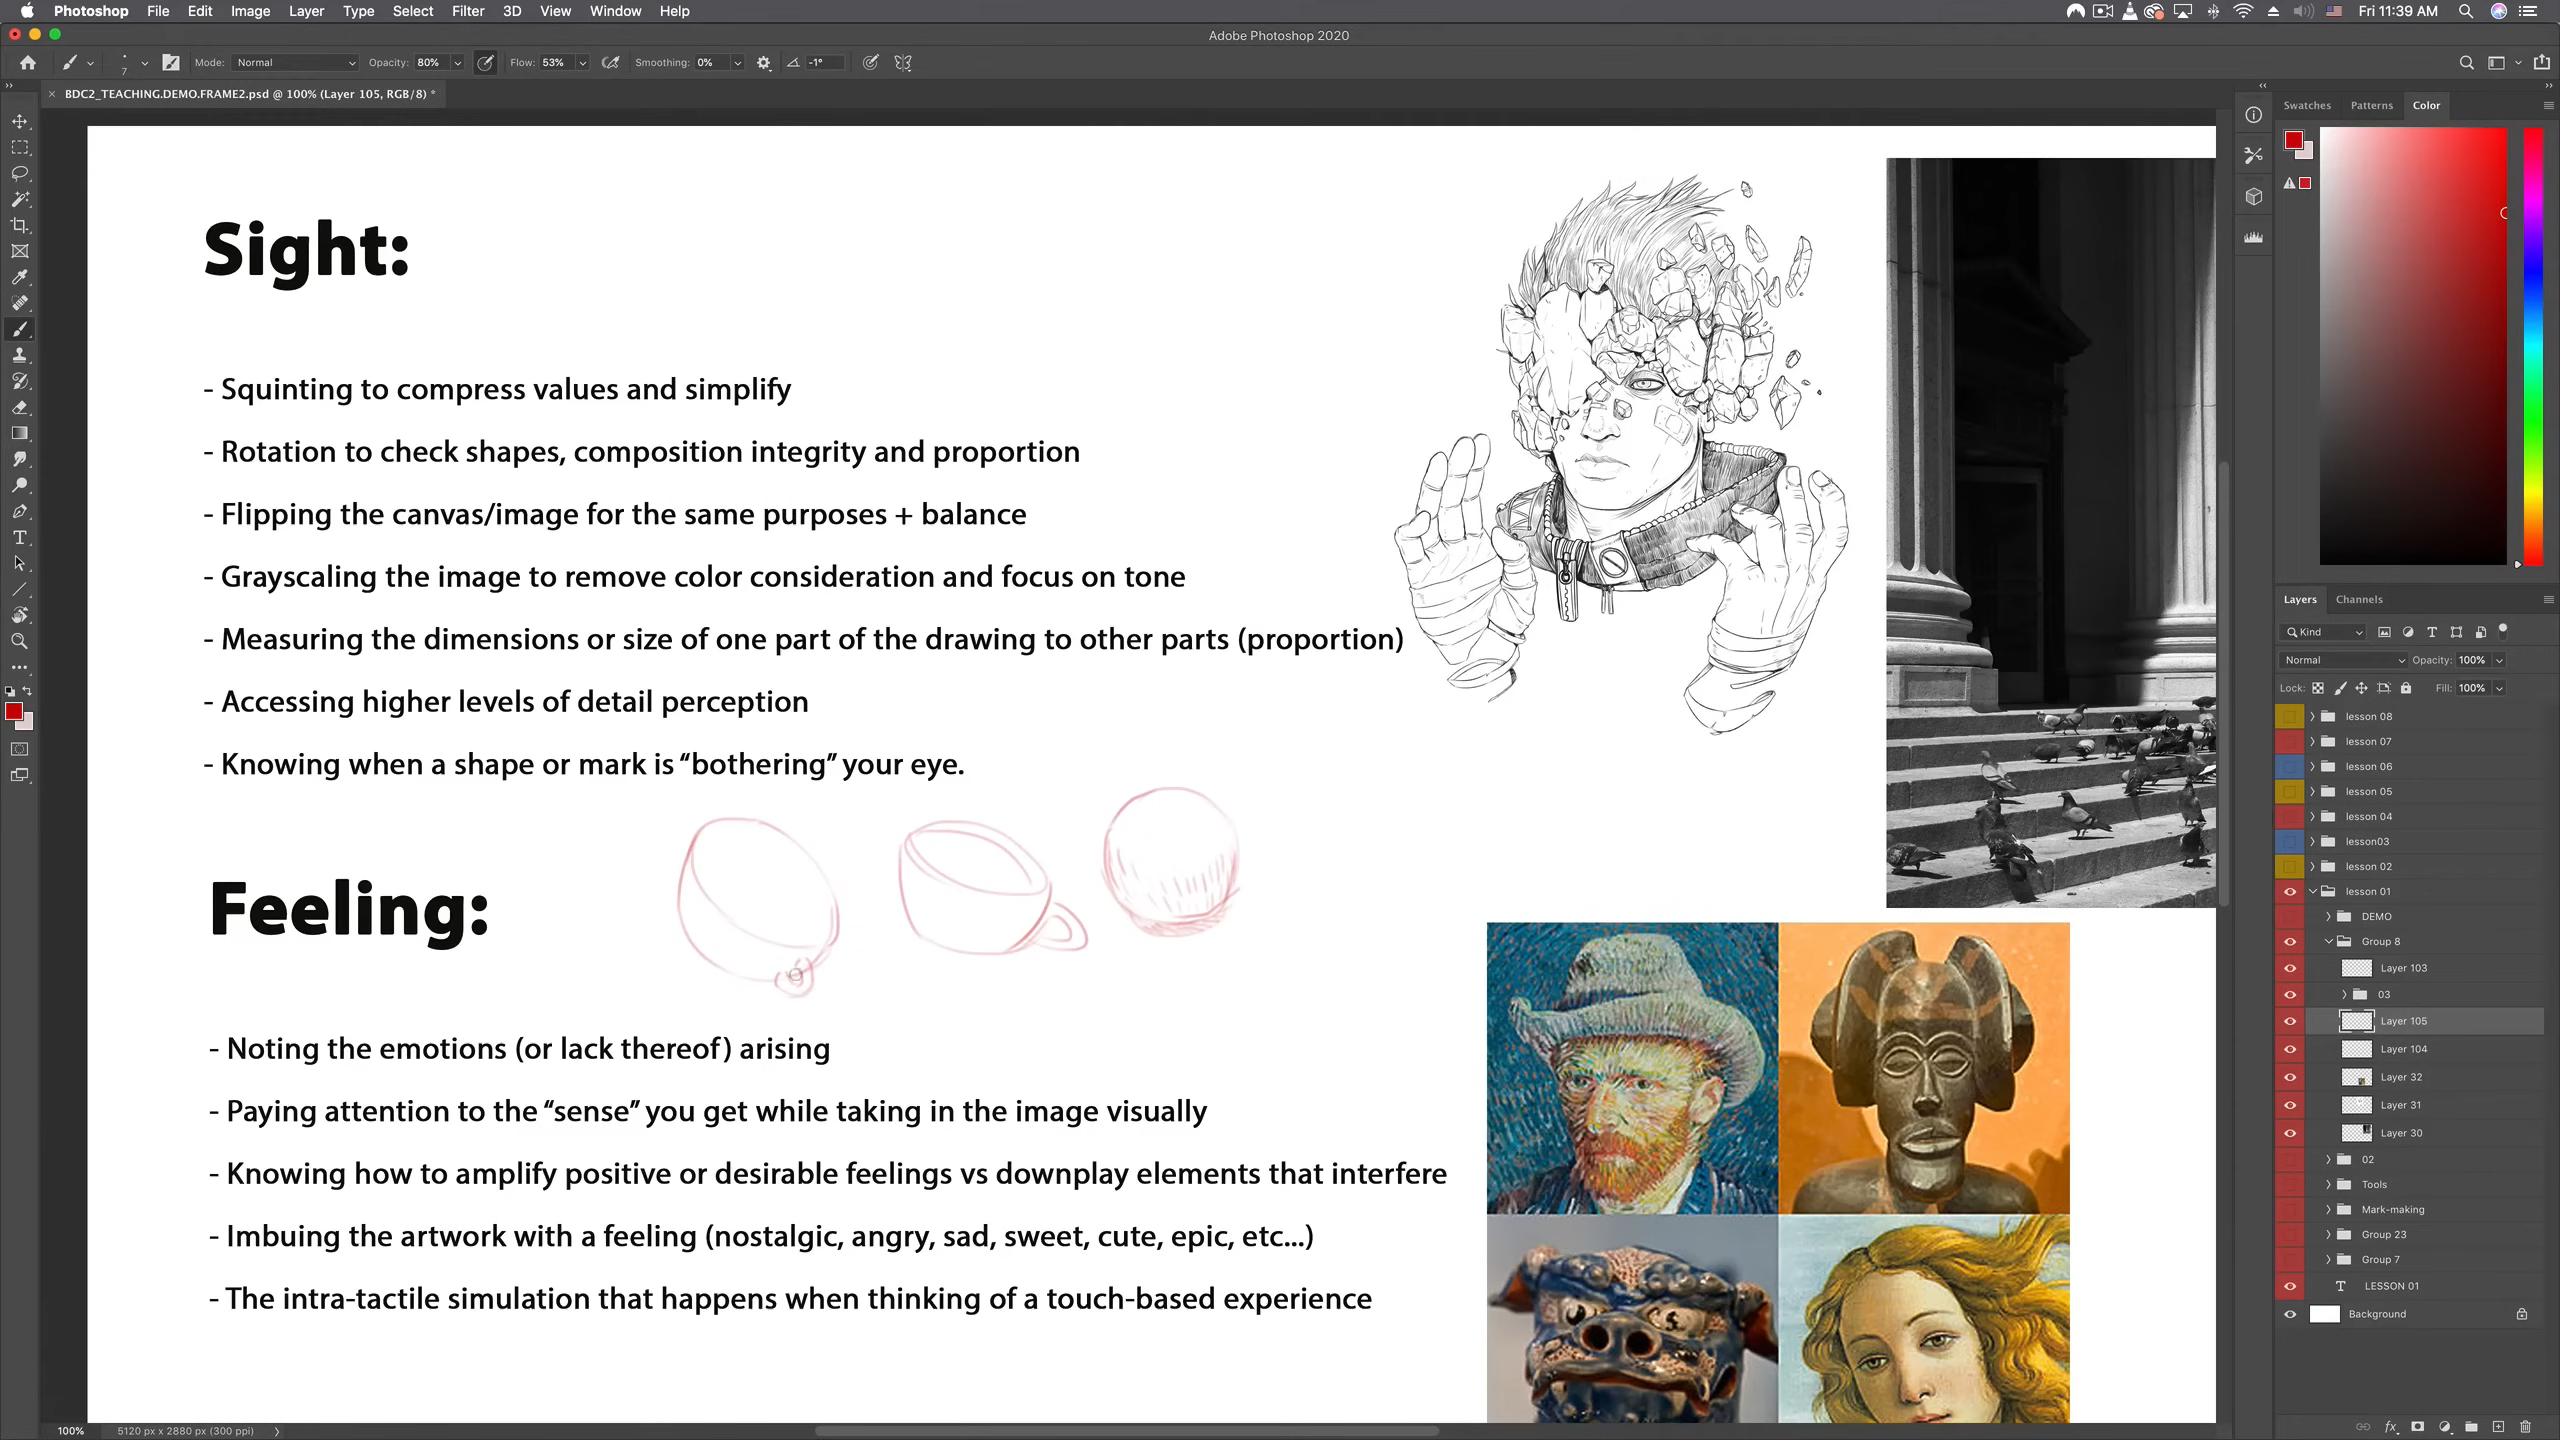 Photoshop File Edit Image Layer Type Select Filter 3D View Window Help
Fri 11:39 AM
Adobe Photoshop 2020
7 Mode: Normal Opacity: 80% Flow: 53% Smoothing: 0% -1°
BDC2_TEACHING.DEMO.FRAME2.psd @ 100% (Layer 105, RGB/8) *
Swatches Patterns Color
Sight:
- Squinting to compress values and simplify
- Rotation to check shapes, composition integrity and proportion
- Flipping the canvas/image for the same purposes + balance
- Grayscaling the image to remove color consideration and focus on tone
- Measuring the dimensions or size of one part of the drawing to other parts (proportion)
- Accessing higher levels of detail perception
- Knowing when a shape or mark is “bothering” your eye.
Feeling:
- Noting the emotions (or lack thereof) arising
- Paying attention to the “sense” you get while taking in the image visually
- Knowing how to amplify positive or desirable feelings vs downplay elements that interfere
- Imbuing the artwork with a feeling (nostalgic, angry, sad, sweet, cute, epic, etc...)
- The intra-tactile simulation that happens when thinking of a touch-based experience
Layers Channels
Kind
Normal Opacity: 100%
Lock: Fill: 100%
lesson 08
lesson 07
lesson 06
lesson 05
lesson 04
lesson03
lesson 02
lesson 01
DEMO
Group 8
Layer 103
03
Layer 105
Layer 104
Layer 32
Layer 31
Layer 30
02
Tools
Mark-making
Group 23
Group 7
LESSON 01
Background
100% 5120 px x 2880 px (300 ppi)